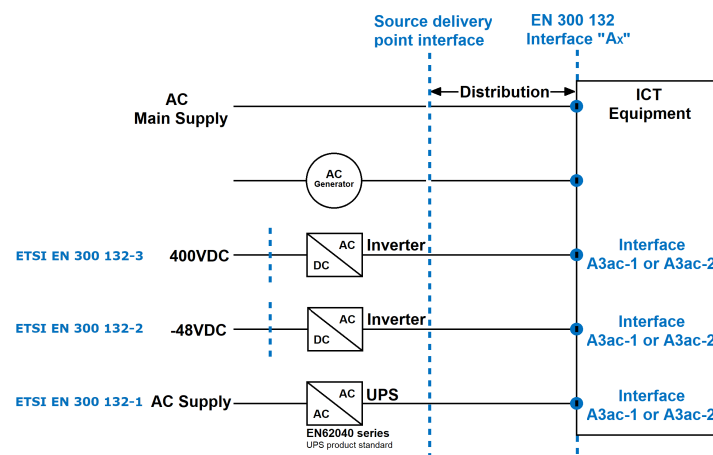 Source delivery
point interface
EN 300 132
Interface "Ax"
Distribution
AC
Main Supply
ICT
Equipment
AC
Generator
ETSI EN 300 132-3
400VDC
AC
DC
Inverter
Interface
A3ac-1 or A3ac-2
ETSI EN 300 132-2
-48VDC
AC
DC
Inverter
Interface
A3ac-1 or A3ac-2
ETSI EN 300 132-1
AC Supply
AC
AC
UPS
Interface
A3ac-1 or A3ac-2
EN62040 series
UPS product standard